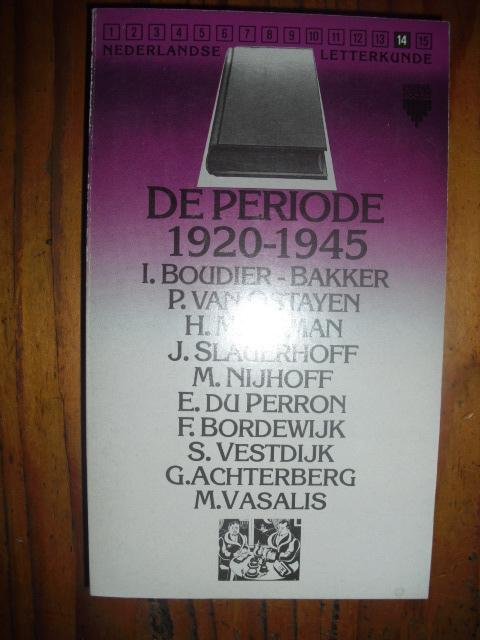 1 2 3 4 5 6 7 8 9 10 11 12 13 14 15
NEDERLANDSE LETTERKUNDE
DE PERIODE
1920-1945
I. BOUDIER-BAKKER
P. VAN OSTAYEN
H. MAN
J. SLAUERHOFF
M. NIJHOFF
E. DU PERRON
F. BORDEWIJK
S. VESTDIJK
G. ACHTERBERG
M. VASALIS